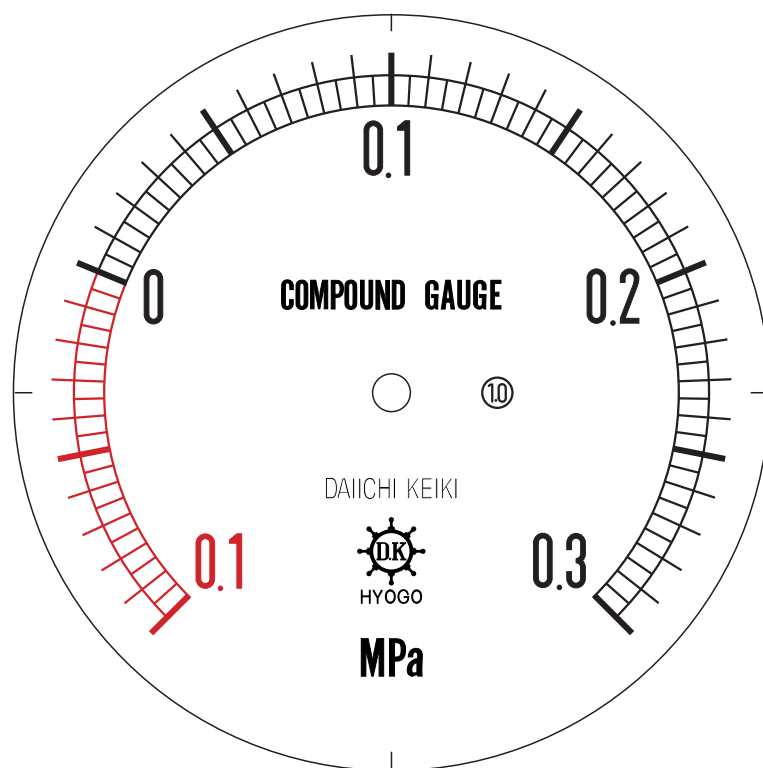 0.1
0
COMPOUND GAUGE
0.2
1.0
DAIICHI KEIKI
0.1
D.K
0.3
HYOGO
MPa